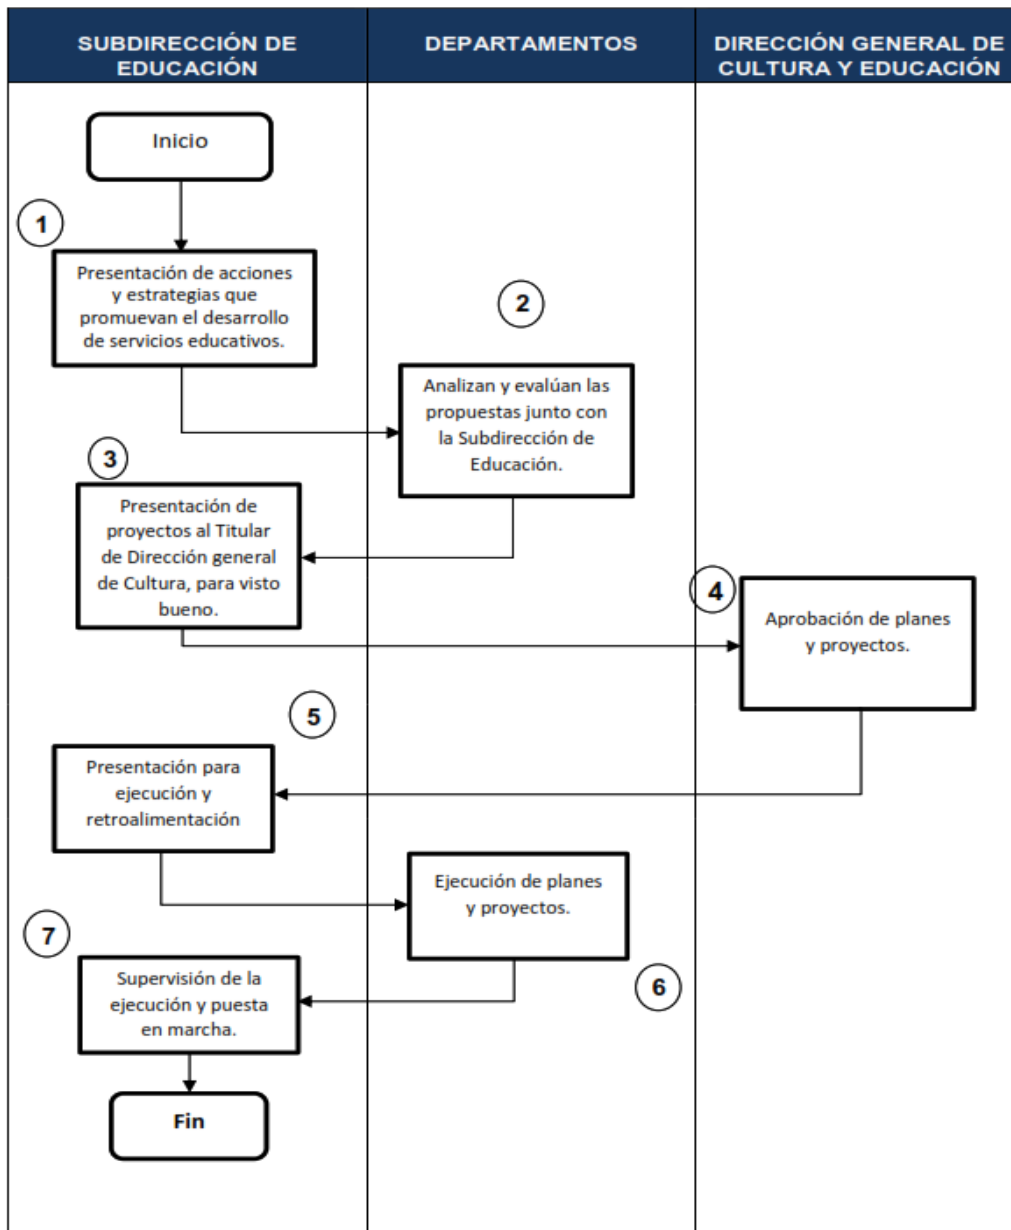 SUBDIRECCIÓN DE
EDUCACIÓN
DEPARTAMENTOS
DIRECCIÓN GENERAL DE
CULTURA Y EDUCACIÓN
Inicio
1
Presentación de acciones
y estrategias que
promuevan el desarrollo
de servicios educativos.
2
Analizan y evalúan las
propuestas junto con
la Subdirección de
Educación.
3
Presentación de
proyectos al Titular
de Dirección general
de Cultura, para visto
bueno.
4
Aprobación de planes
y proyectos.
5
Presentación para
ejecución y
retroalimentación
Ejecución de planes
y proyectos.
6
7
Supervisión de la
ejecución y puesta
en marcha.
Fin